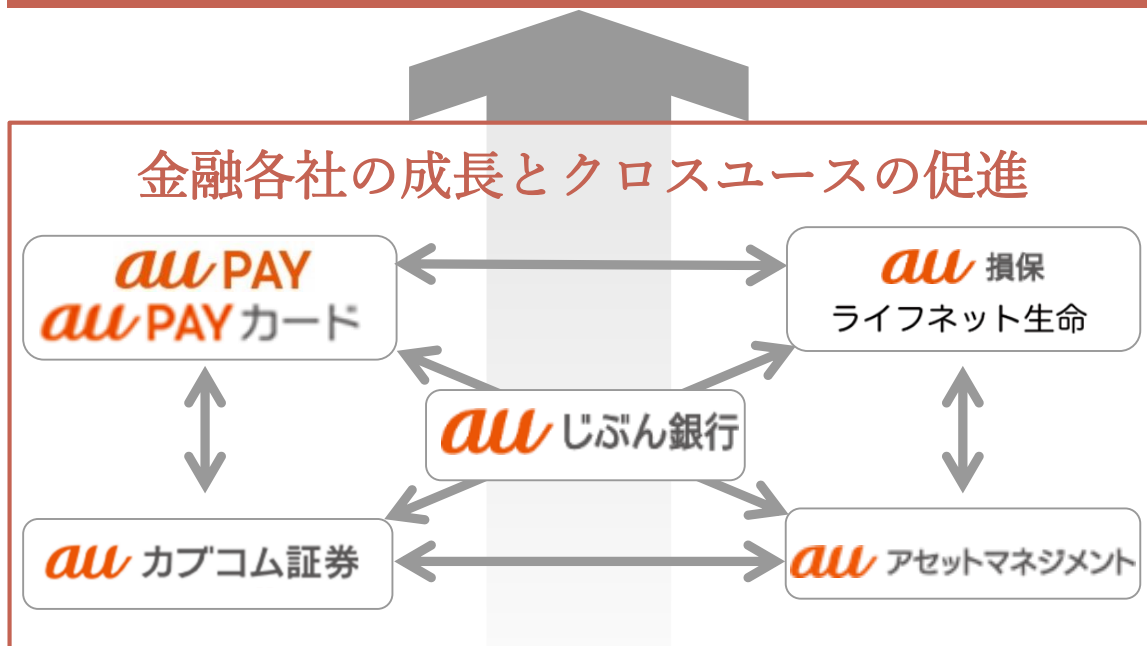 金融各社の成長とクロスユースの促進
au PAY
au PAY カード
au 損保
ライフネット生命
au じぶん銀行
au カブコム証券
au アセットマネジメント